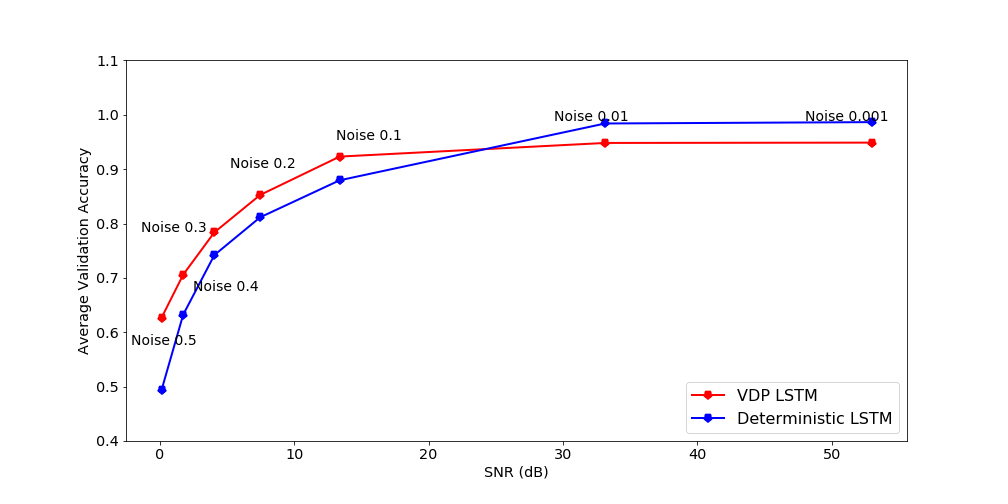 1.1
1.0
0.9
0.8
0.7
0.6
0.5
0.4
Average Validation Accuracy
Noise 0.01
Noise 0.001
Noise 0.1
Noise 0.2
Noise 0.3
Noise 0.4
Noise 0.5
VDP LSTM
Deterministic LSTM
0 10 20 30 40 50
SNR (dB)